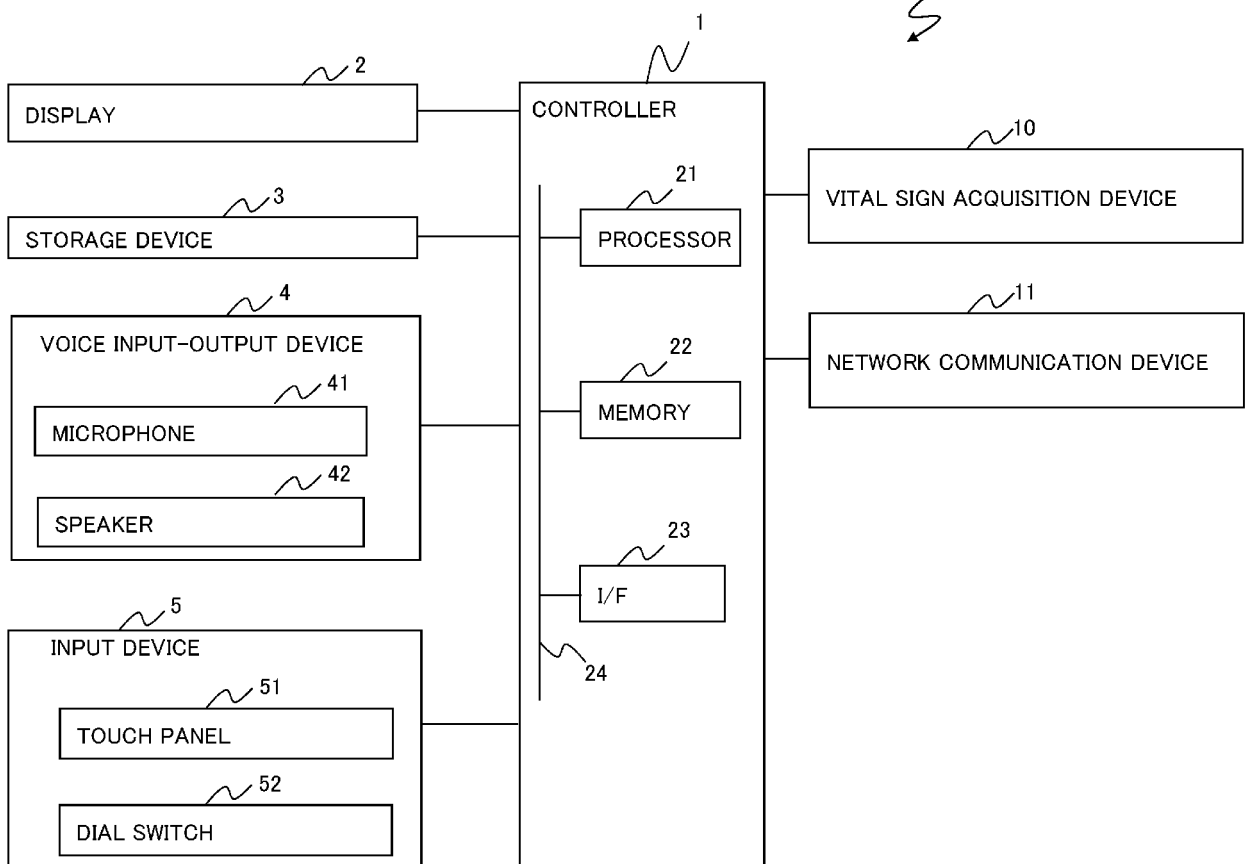 1
2
DISPLAY
CONTROLLER
10
VITAL SIGN ACQUISITION DEVICE
3
STORAGE DEVICE
21
PROCESSOR
4
VOICE INPUT-OUTPUT DEVICE
11
NETWORK COMMUNICATION DEVICE
41
MICROPHONE
22
MEMORY
42
SPEAKER
23
I/F
5
INPUT DEVICE
24
51
TOUCH PANEL
52
DIAL SWITCH